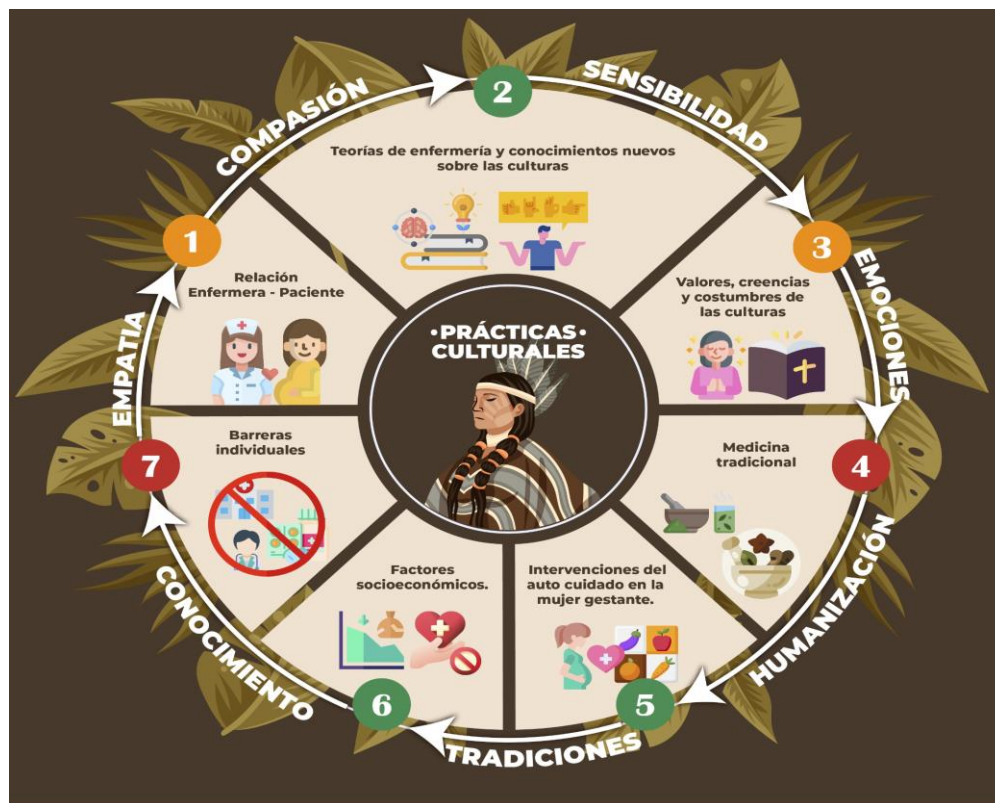 •PRÁCTICAS•
CULTURALES
1
Relación
Enfermera - Paciente
COMPASIÓN
2
Teorías de enfermería y conocimientos nuevos
sobre las culturas
SENSIBILIDAD
3
Valores, creencias
y costumbres de
las culturas
EMOCIONES
4
Medicina
tradicional
HUMANIZACIÓN
5
Intervenciones del
auto cuidado en la
mujer gestante.
TRADICIONES
6
Factores
socioeconómicos.
CONOCIMIENTO
7
Barreras
individuales
EMPATIA